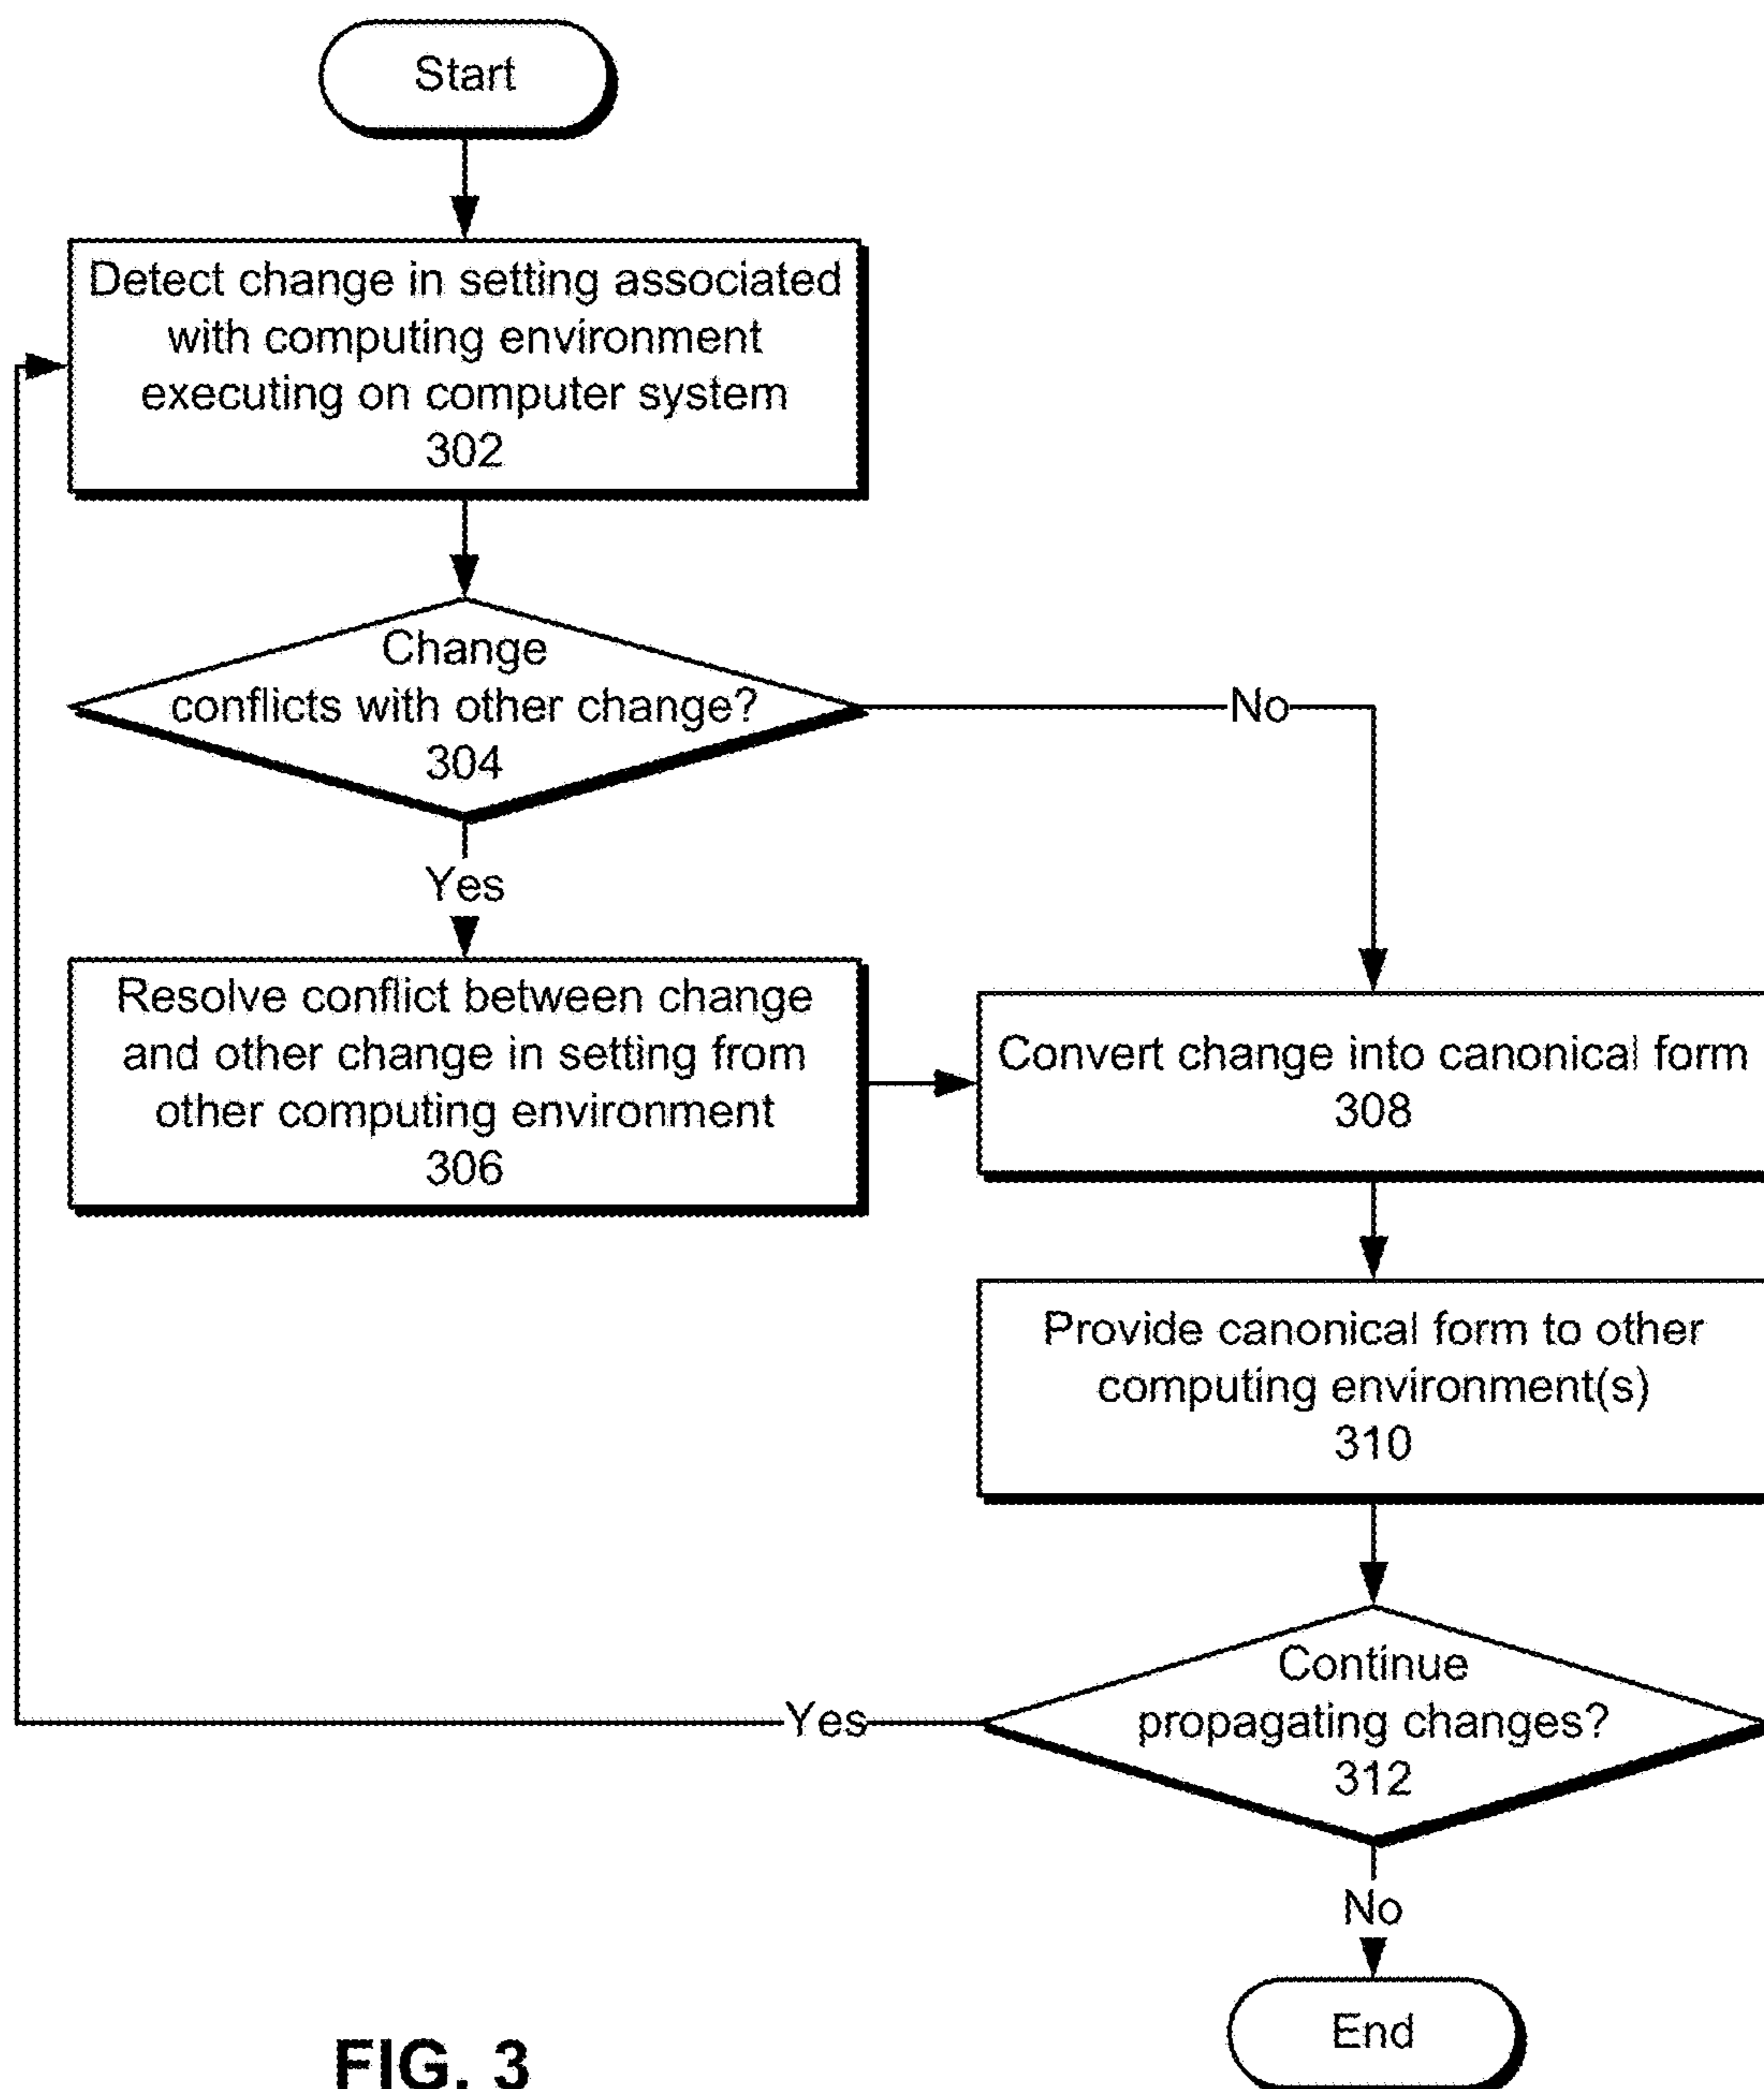 Start
Detect change in setting associated
with computing environment
executing on computer system
302
Change
conflicts with other change?
304
No
Yes
Resolve conflict between change
and other change in setting from
other computing environment
306
Convert change into canonical form
308
Provide canonical form to other
computing environment(s)
310
Continue
propagating changes?
312
Yes
No
End
FIG. 3